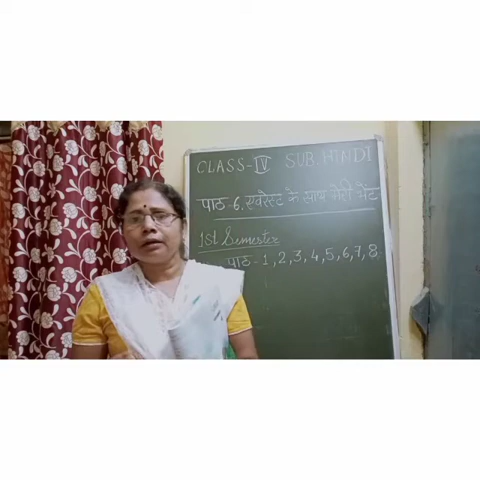 CLASS-IV SUB. HINDI
पाठ-6. एवरेस्ट के साथ मेरी भेंट
1st Semester
पाठ-1,2,3,4,5,6,7,8